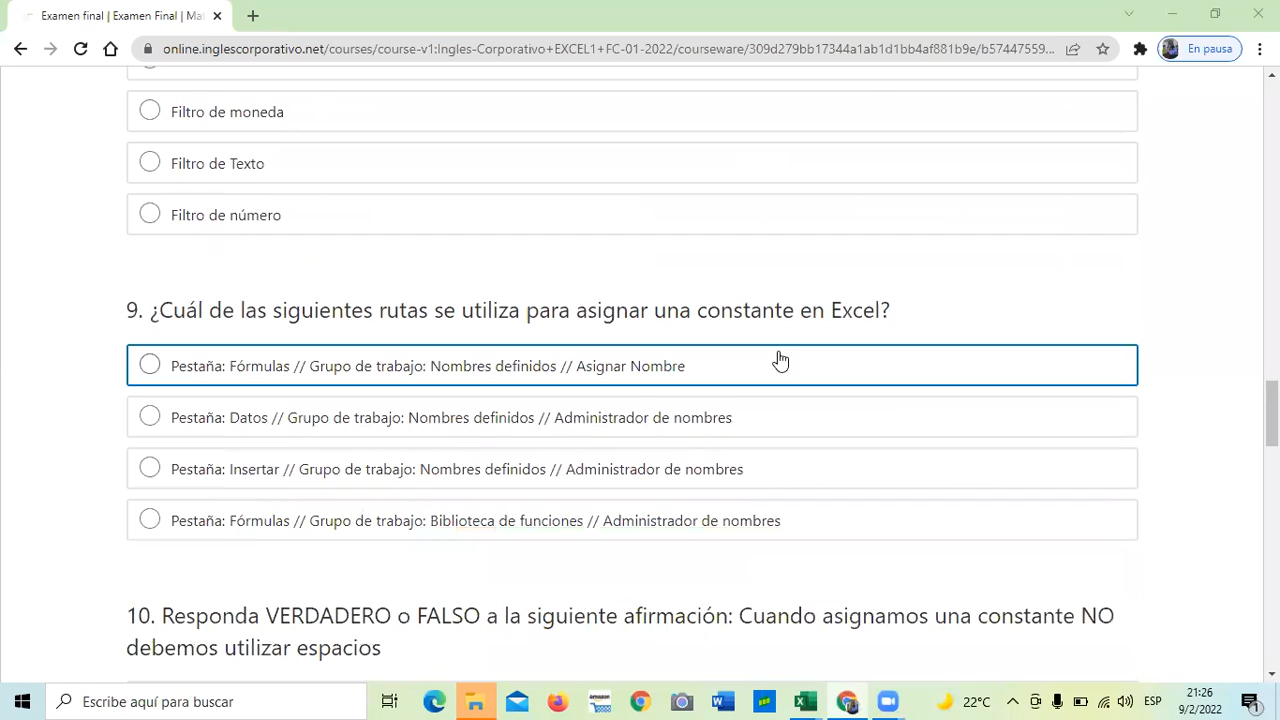 Examen final | Examen Final | Ma
En pausa
online.inglescorporativo.net/courses/course-v1:Ingles-Corporativo+EXCEL1+FC-01-2022/courseware/309d279bb17344a1ab1d1bb4af881b9e/b57447559...
Filtro de moneda
Filtro de Texto
Filtro de número
9. ¿Cuál de las siguientes rutas se utiliza para asignar una constante en Excel?
Pestaña: Fórmulas // Grupo de trabajo: Nombres definidos // Asignar Nombre
Pestaña: Datos // Grupo de trabajo: Nombres definidos // Administrador de nombres
Pestaña: Insertar // Grupo de trabajo: Nombres definidos // Administrador de nombres
Pestaña: Fórmulas // Grupo de trabajo: Biblioteca de funciones // Administrador de nombres
10. Responda VERDADERO o FALSO a la siguiente afirmación: Cuando asignamos una constante NO
debemos utilizar espacios
Escribe aquí para buscar
amazon
22°C
ESP
21:26
9/2/2022
1